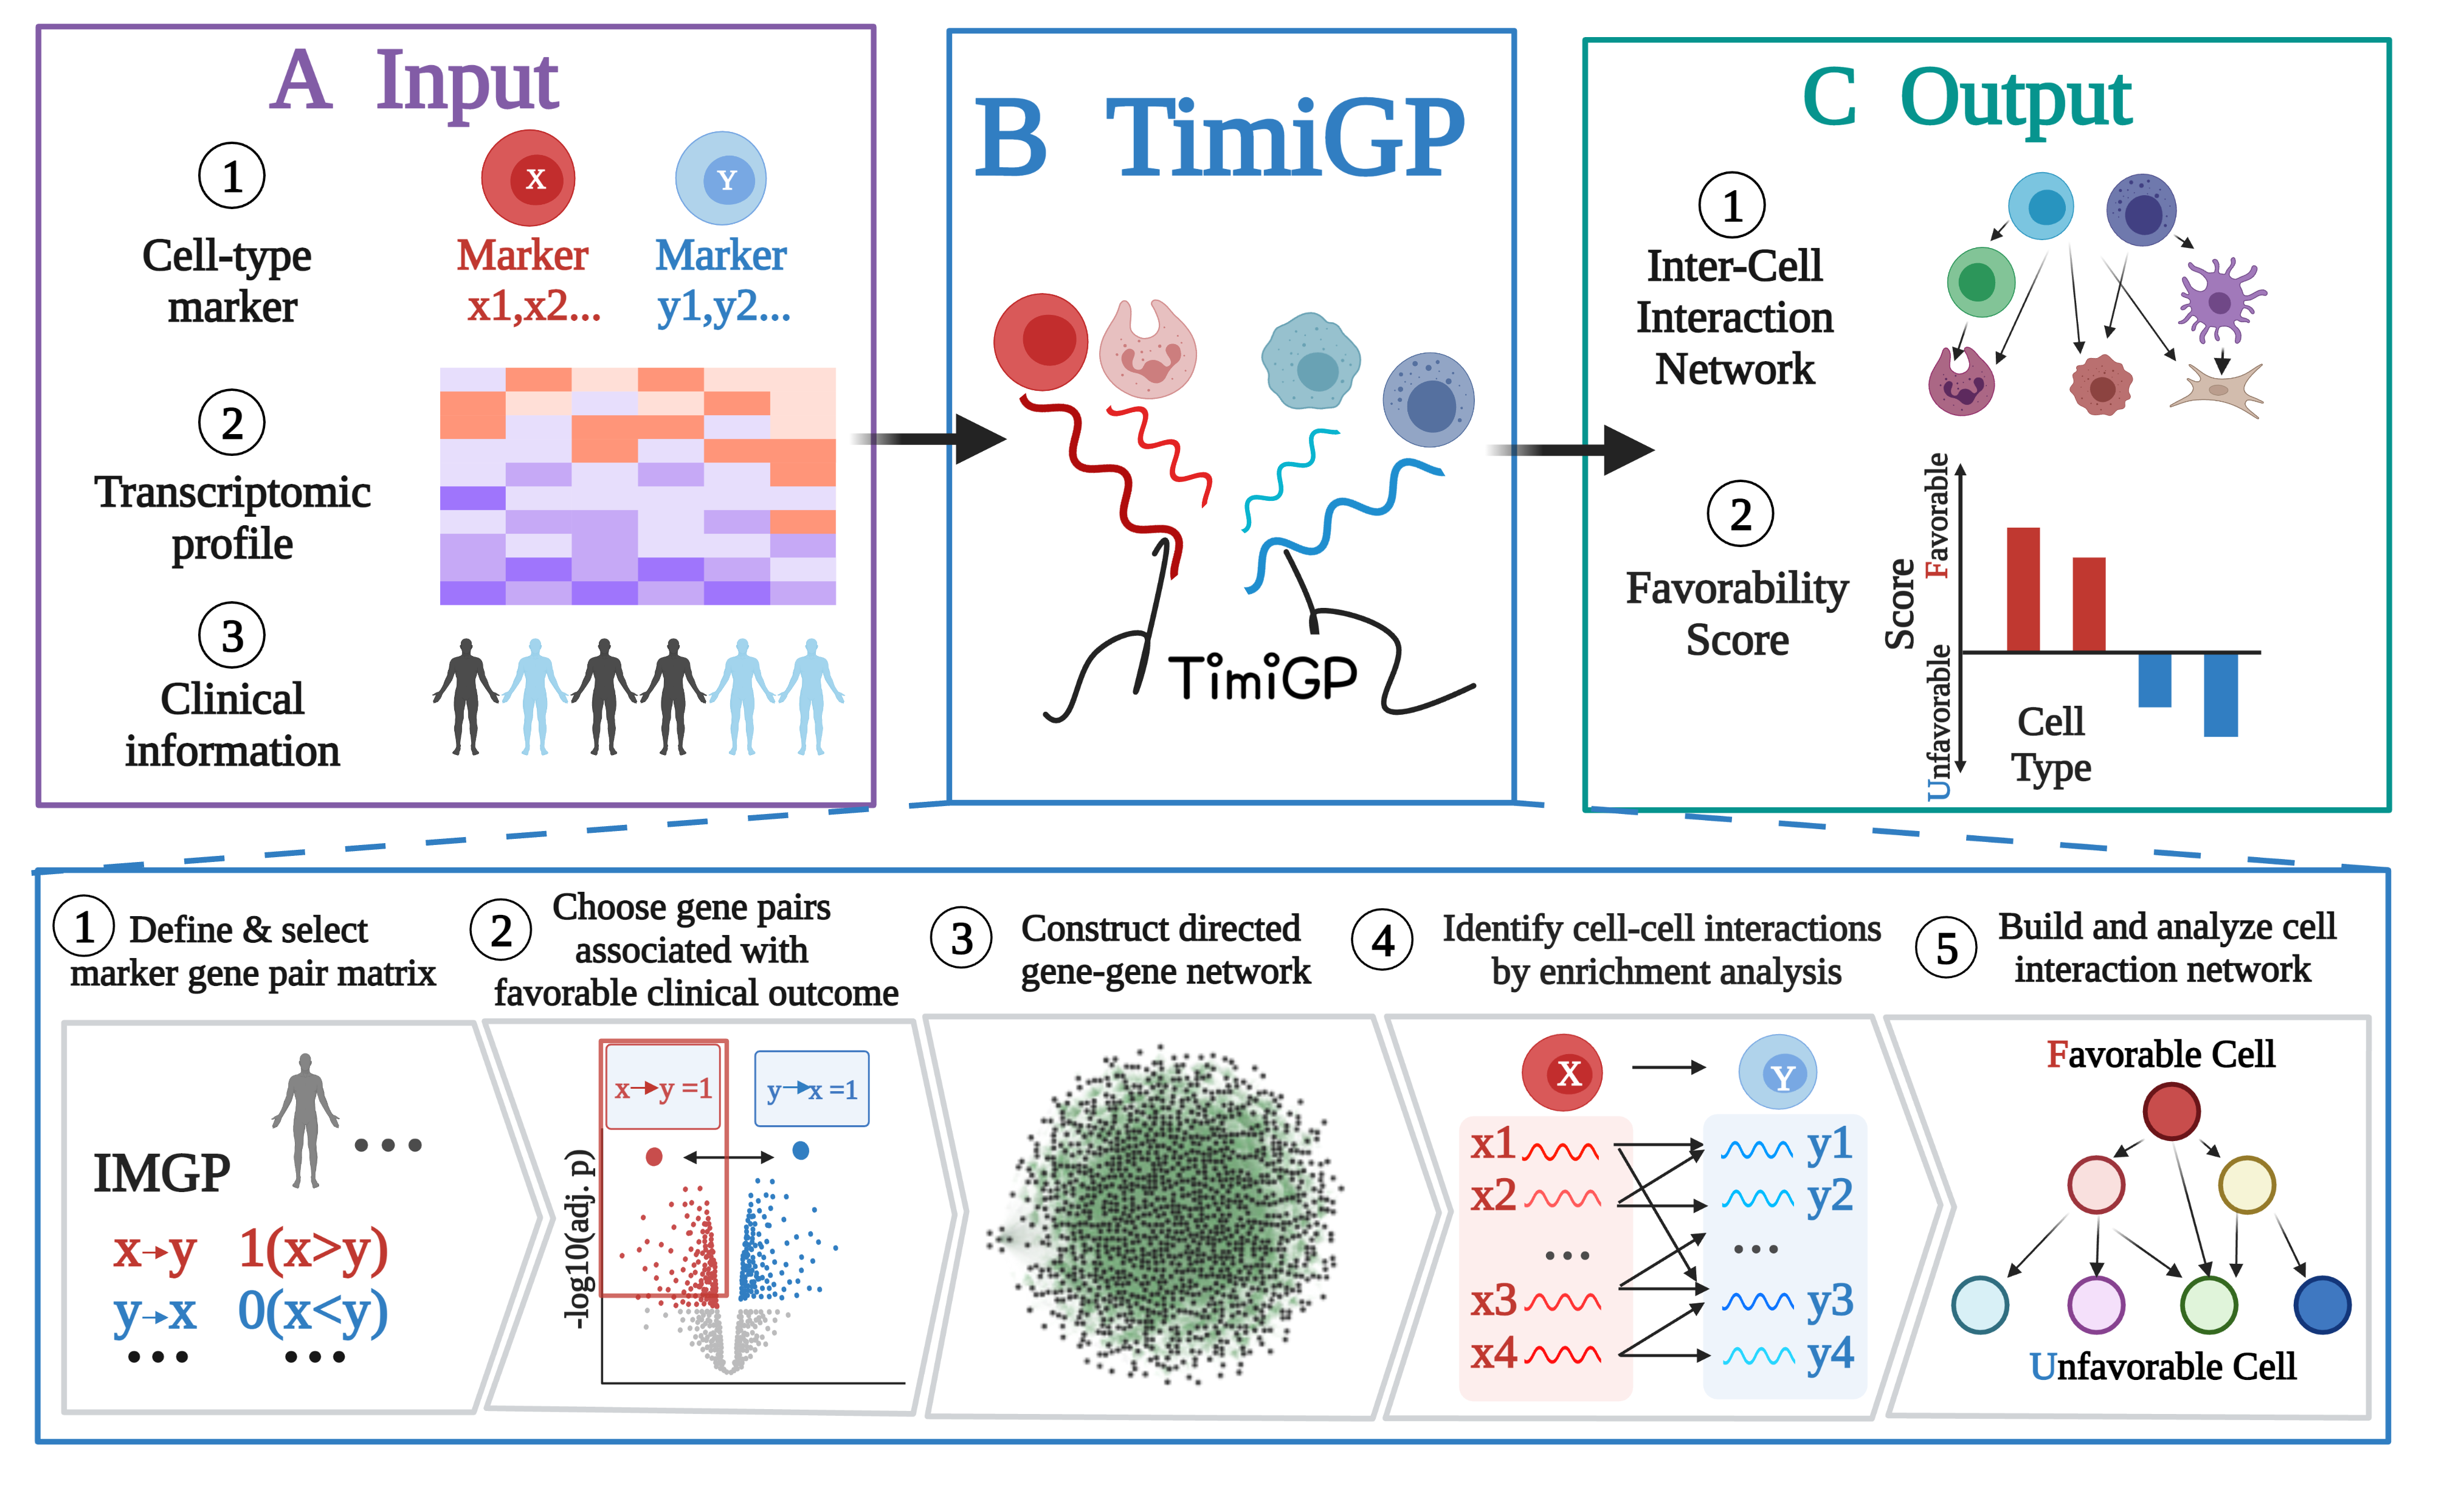 A Input
1
Cell-type
marker
X
Y
Marker
x1,x2...
Marker
y1,y2...
2
Transcriptomic
profile
3
Clinical
information
B TimiGP
TimiGP
C Output
1
Inter-Cell
Interaction
Network
2
Favorability
Score
Score
Favorable
Unfavorable
Cell
Type
1 Define & select
marker gene pair matrix
IMGP
x→y 1(x>y)
y→x 0(x<y)
2 Choose gene pairs
associated with
favorable clinical outcome
x→y =1
y→x =1
-log10(adj. p)
3 Construct directed
gene-gene network
4 Identify cell-cell interactions
by enrichment analysis
X → Y
x1 y1
x2 y2
... ...
x3 y3
x4 y4
5 Build and analyze cell
interaction network
Favorable Cell
Unfavorable Cell